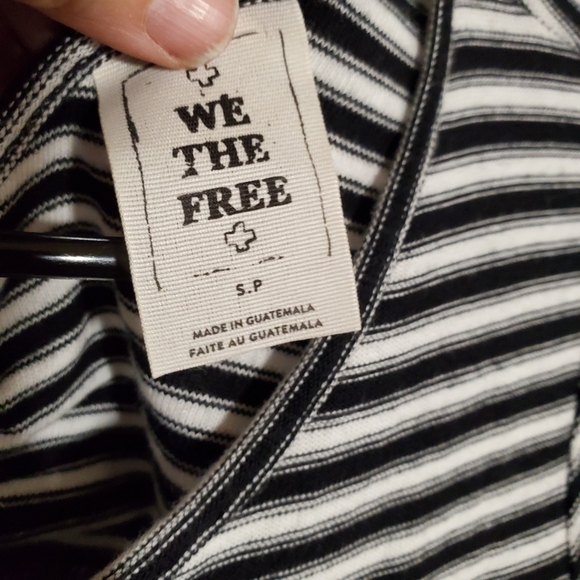 WE
THE
FREE
S.P
MADE IN GUATEMALA
FAITE AU GUATEMALA